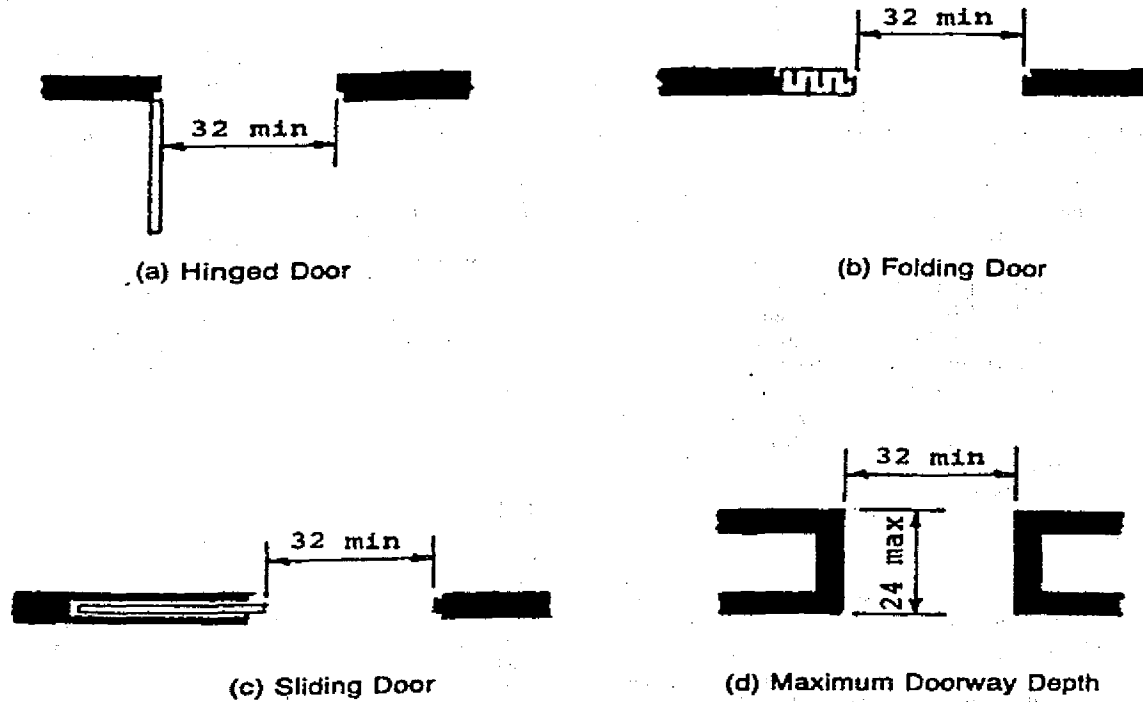 32 min
(a) Hinged Door
32 min
(b) Folding Door
32 min
(c) Sliding Door
32 min
24 max
(d) Maximum Doorway Depth